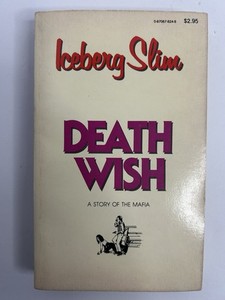 $2.95
Iceberg Slim
DEATH
WISH
A STORY OF THE MAFIA